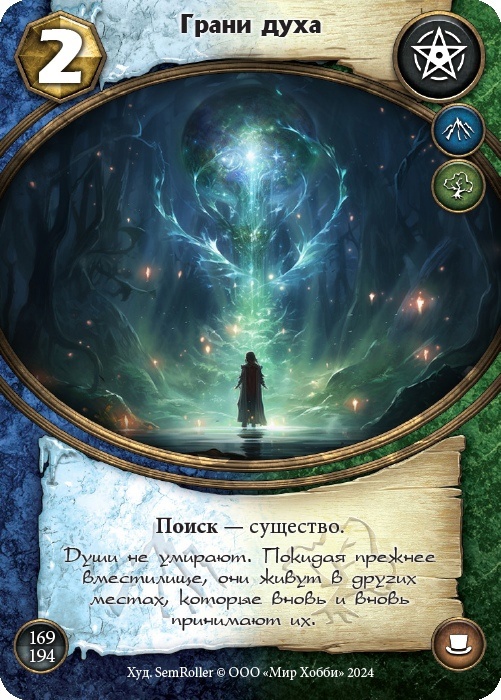 Грани духа
2
Поиск — существо.
Души не умирают. Покидая прежнее
вместилище, они живут в других
местах, которые вновь и вновь
принимают их.
169
194
Худ. SemRoller © ООО «Мир Хобби» 2024